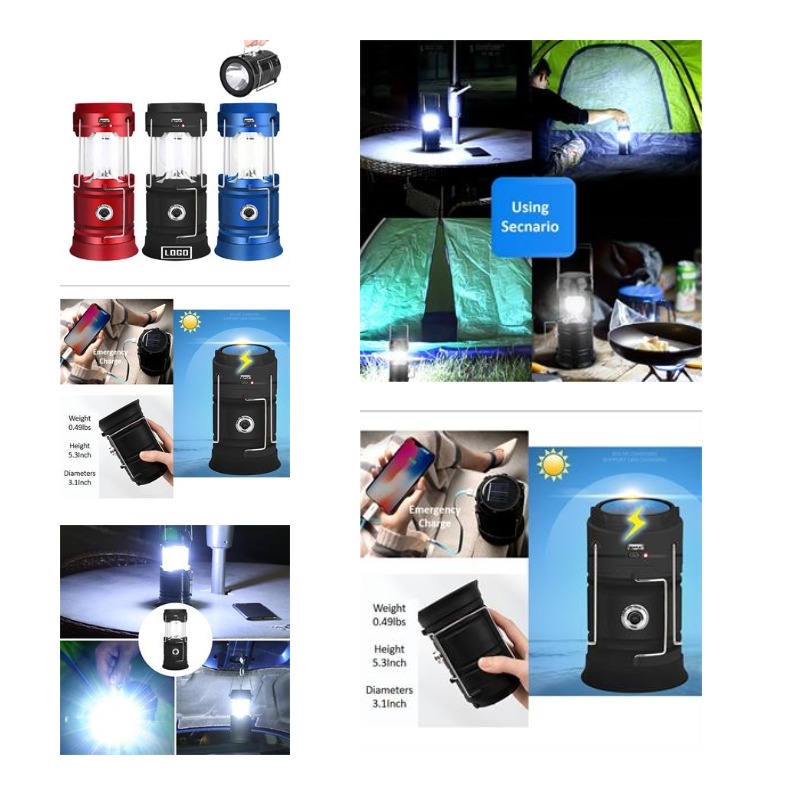 LOGO
Emergency
Charge
Weight
0.49lbs
Height
5.3Inch
Diameters
3.1Inch
Using
Secnario
Emergency
Charge
Weight
0.49lbs
Height
5.3Inch
Diameters
3.1Inch